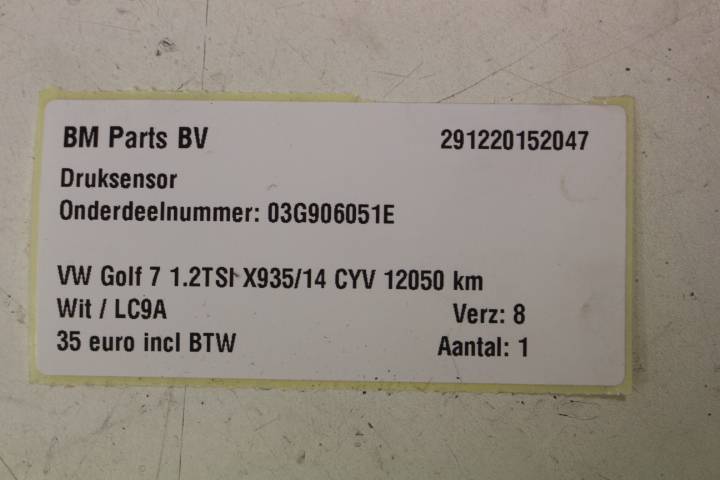 BM Parts BV 291220152047
Druksensor
Onderdeelnummer: 03G906051E
VW Golf 7 1.2TSI X935/14 CYV 12050 km
Wit / LC9A Verz: 8
35 euro incl BTW Aantal: 1